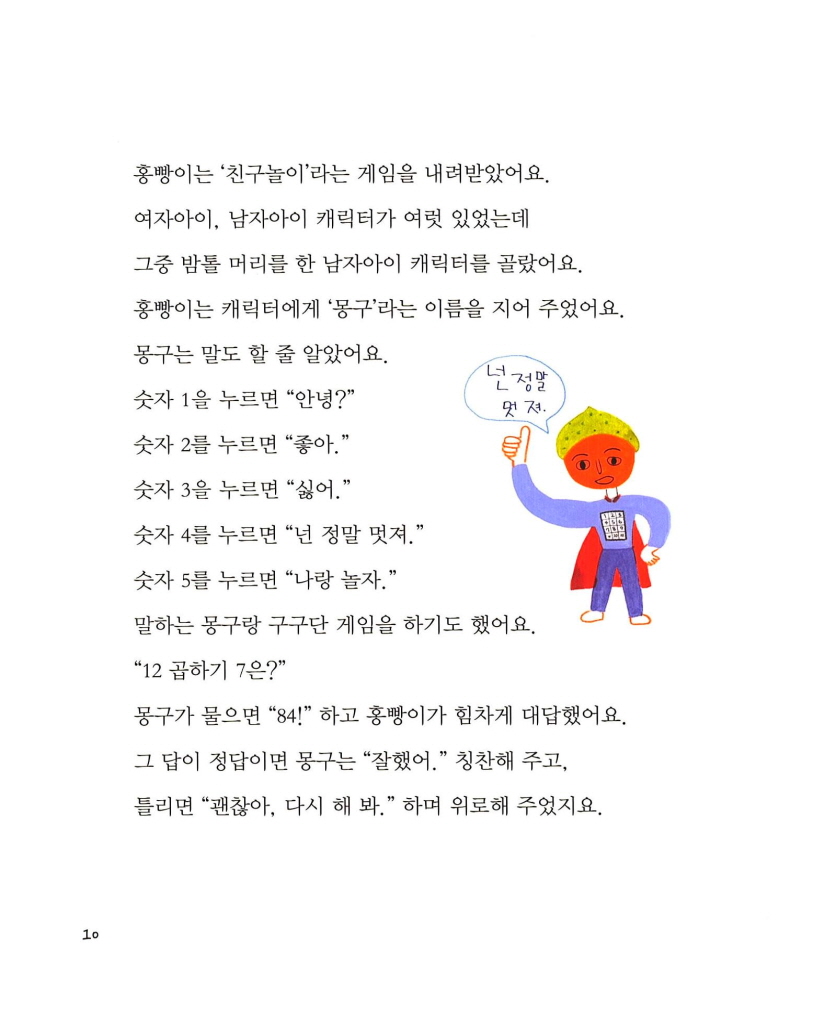 홍빵이는 ‘친구놀이’라는 게임을 내려받았어요.
여자아이, 남자아이 캐릭터가 여럿 있었는데
그중 밤톨 머리를 한 남자아이 캐릭터를 골랐어요.
홍빵이는 캐릭터에게 ‘몽구’라는 이름을 지어 주었어요.
몽구는 말도 할 줄 알았어요.
숫자 1을 누르면 “안녕?”
숫자 2를 누르면 “좋아.”
숫자 3을 누르면 “싫어.”
숫자 4를 누르면 “넌 정말 멋져.”
숫자 5를 누르면 “나랑 놀자.”
말하는 몽구랑 구구단 게임을 하기도 했어요.
“12 곱하기 7은?”
몽구가 물으면 “84!” 하고 홍빵이가 힘차게 대답했어요.
그 답이 정답이면 몽구는 “잘했어.” 칭찬해 주고,
틀리면 “괜찮아, 다시 해 봐.” 하며 위로해 주었지요.
넌 정말
멋져.
10